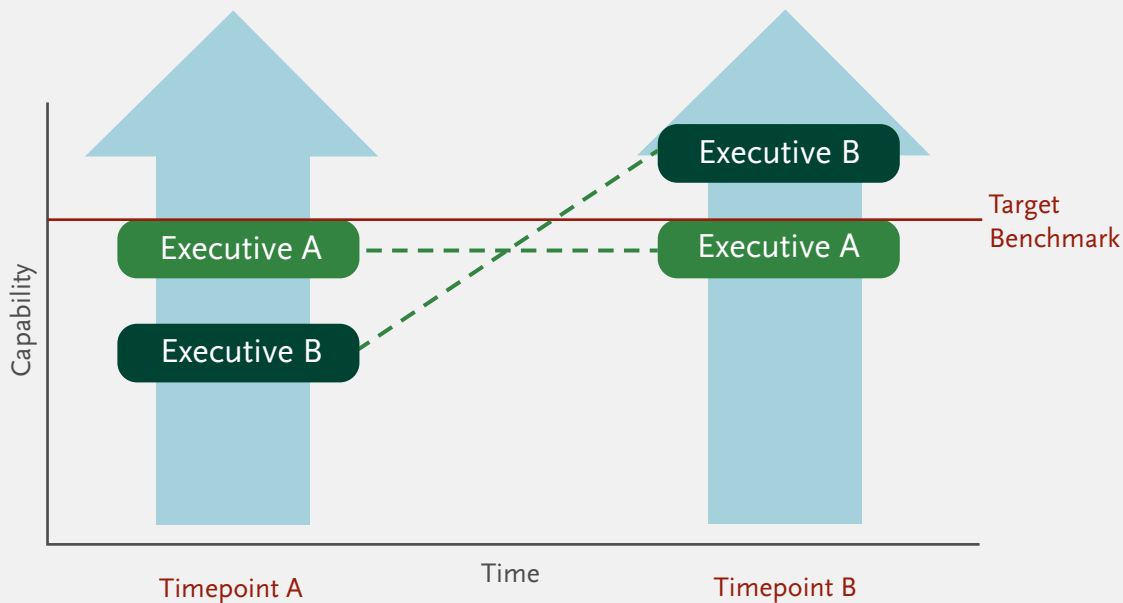 Executive B
Target
Benchmark
Executive A
Executive A
Executive B
Capability
Time
Timepoint A
Timepoint B